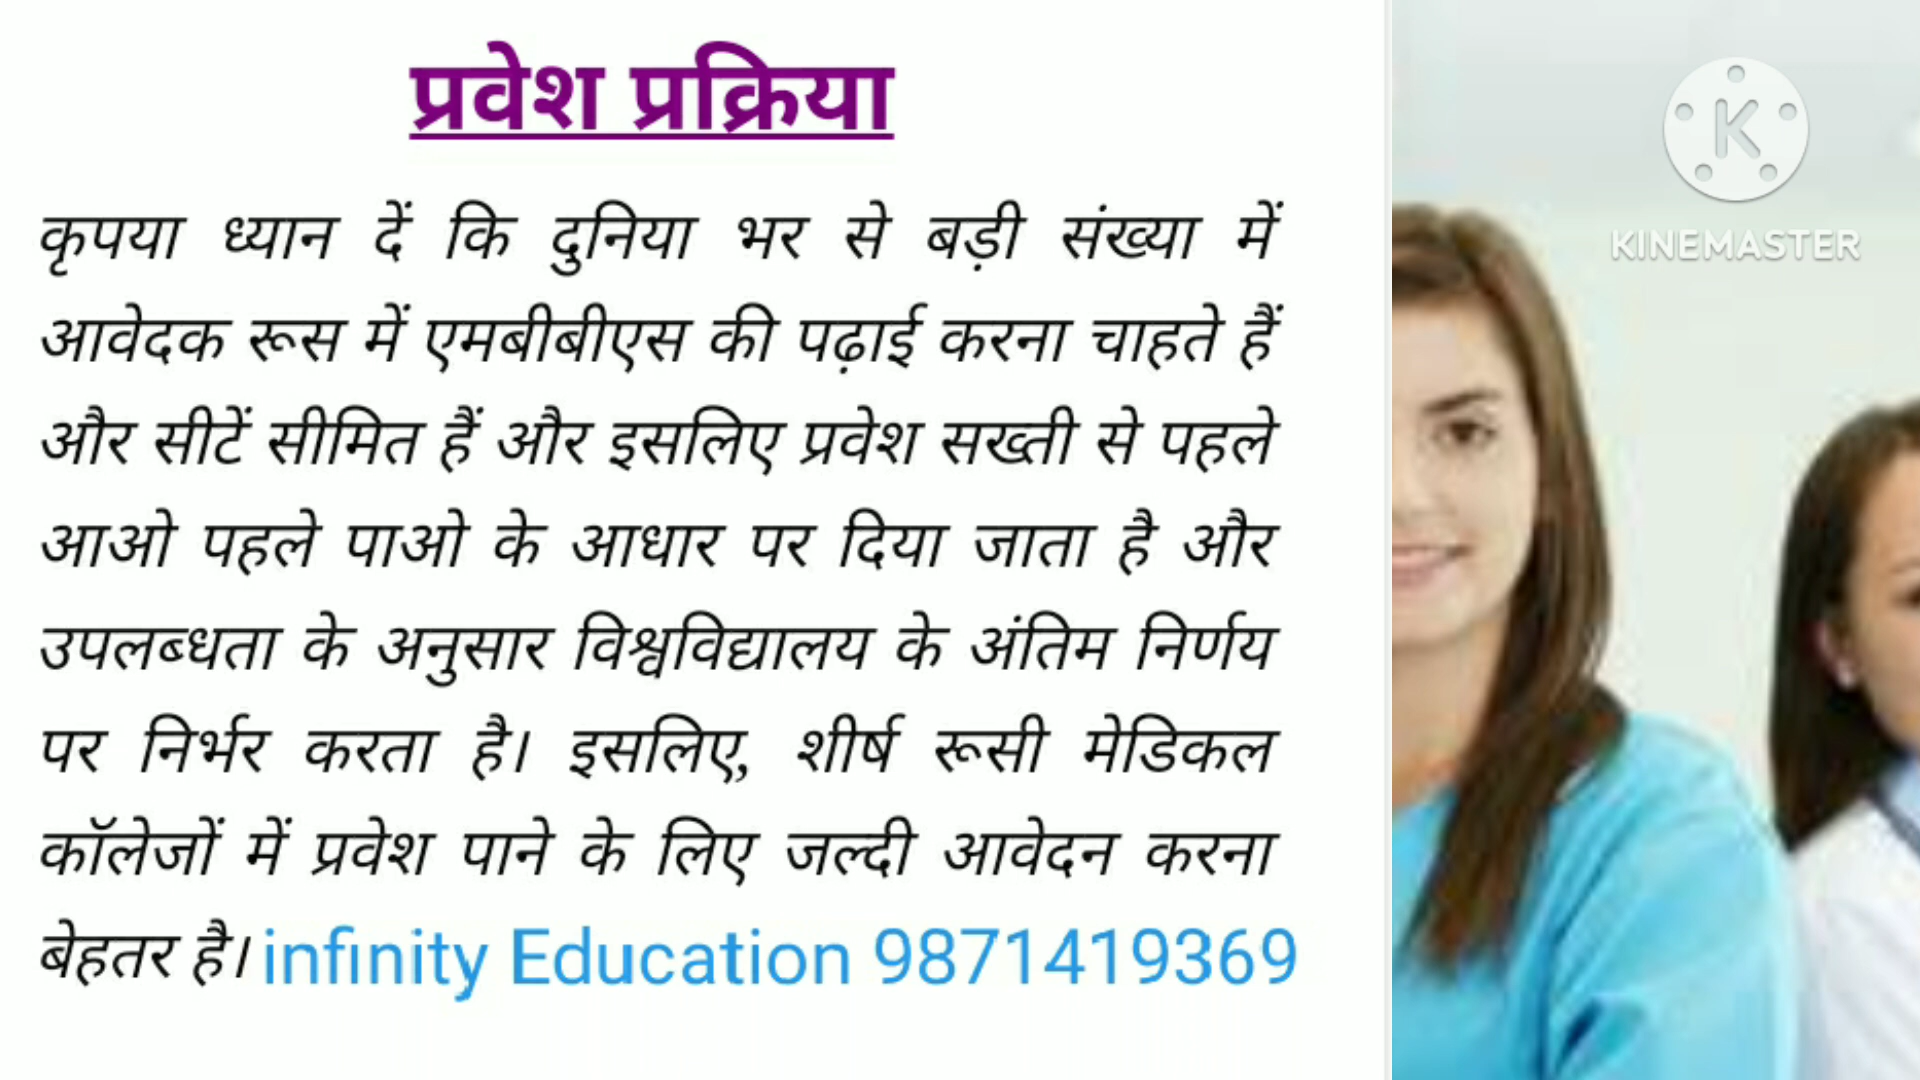 प्रवेश प्रक्रिया
कृपया ध्यान दें कि दुनिया भर से बड़ी संख्या में
आवेदक रूस में एमबीबीएस की पढ़ाई करना चाहते हैं
और सीटें सीमित हैं और इसलिए प्रवेश सख्ती से पहले
आओ पहले पाओ के आधार पर दिया जाता है और
उपलब्धता के अनुसार विश्वविद्यालय के अंतिम निर्णय
पर निर्भर करता है। इसलिए, शीर्ष रूसी मेडिकल
कॉलेजों में प्रवेश पाने के लिए जल्दी आवेदन करना
बेहतर है। infinity Education 9871419369
K
KINEMASTER